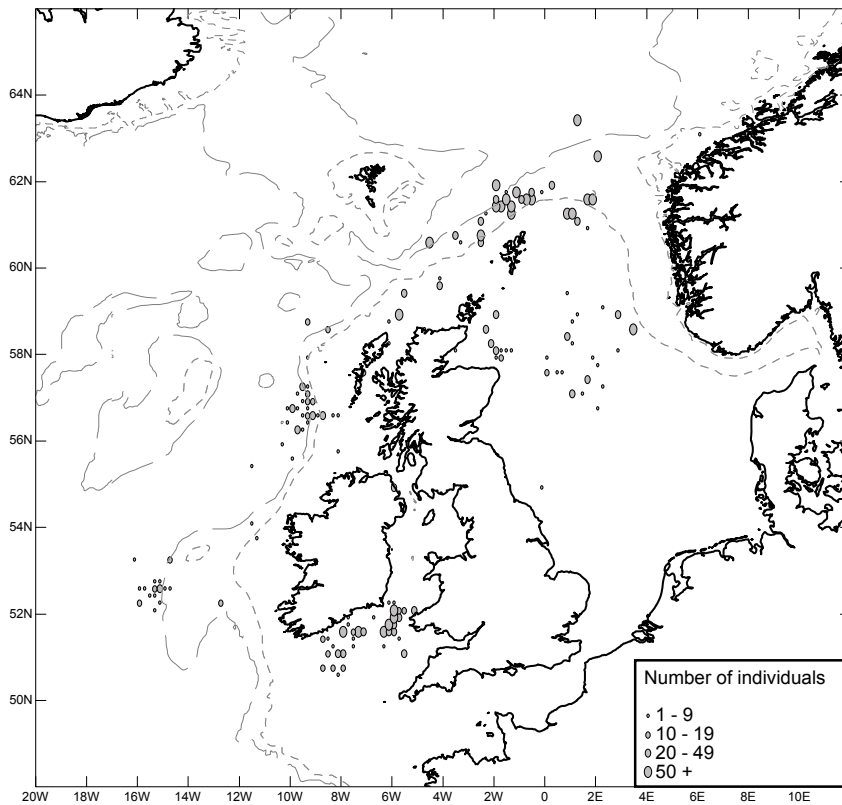 64N
62N
60N
58N
56N
54N
52N
50N
Number of individuals
1 - 9
10 - 19
20 - 49
50 +
20W 18W 16W 14W 12W 10W 8W 6W 4W 2W 0 2E 4E 6E 8E 10E